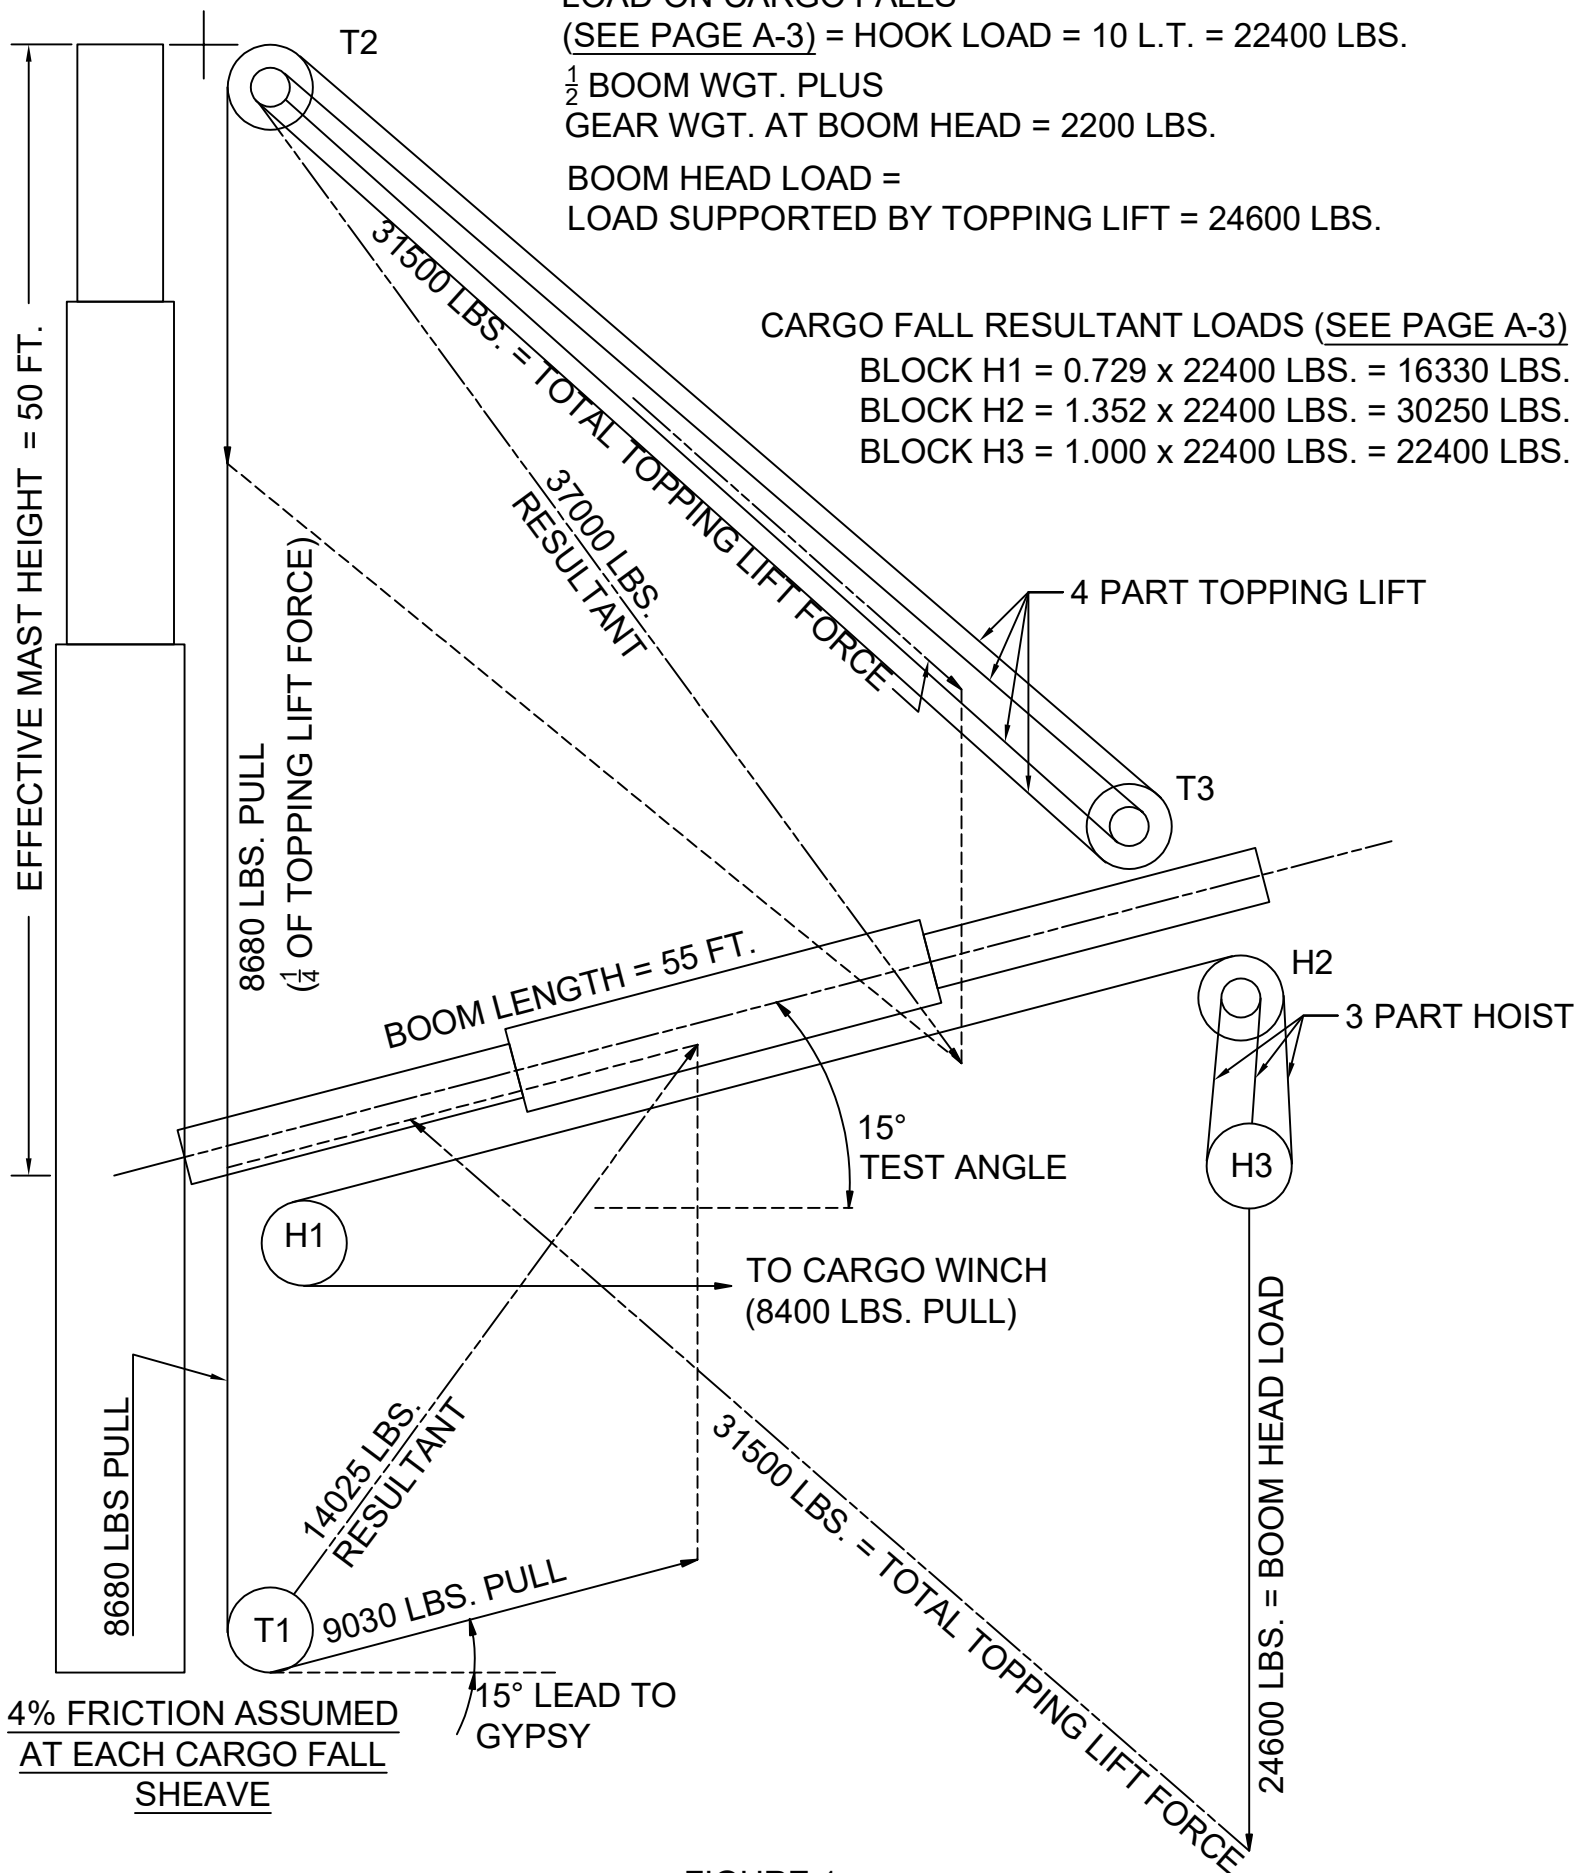 LOAD ON CARGO FALLS
(SEE PAGE A-3) = HOOK LOAD = 10 L.T. = 22400 LBS.
1/2 BOOM WGT. PLUS
GEAR WGT. AT BOOM HEAD = 2200 LBS.
BOOM HEAD LOAD =
LOAD SUPPORTED BY TOPPING LIFT = 24600 LBS.
T2
CARGO FALL RESULTANT LOADS (SEE PAGE A-3)
BLOCK H1 = 0.729 x 22400 LBS. = 16330 LBS.
BLOCK H2 = 1.352 x 22400 LBS. = 30250 LBS.
BLOCK H3 = 1.000 x 22400 LBS. = 22400 LBS.
EFFECTIVE MAST HEIGHT = 50 FT.
31500 LBS. = TOTAL TOPPING LIFT FORCE
37000 LBS.
RESULTANT
4 PART TOPPING LIFT
8680 LBS. PULL
(1/4 OF TOPPING LIFT FORCE)
T3
BOOM LENGTH = 55 FT.
H2
3 PART HOIST
15°
TEST ANGLE
H3
H1
TO CARGO WINCH
(8400 LBS. PULL)
8680 LBS PULL
14025 LBS.
RESULTANT
31500 LBS. = TOTAL TOPPING LIFT FORCE
24600 LBS. = BOOM HEAD LOAD
T1
9030 LBS. PULL
15° LEAD TO
GYPSY
4% FRICTION ASSUMED
AT EACH CARGO FALL
SHEAVE
FIGURE 1